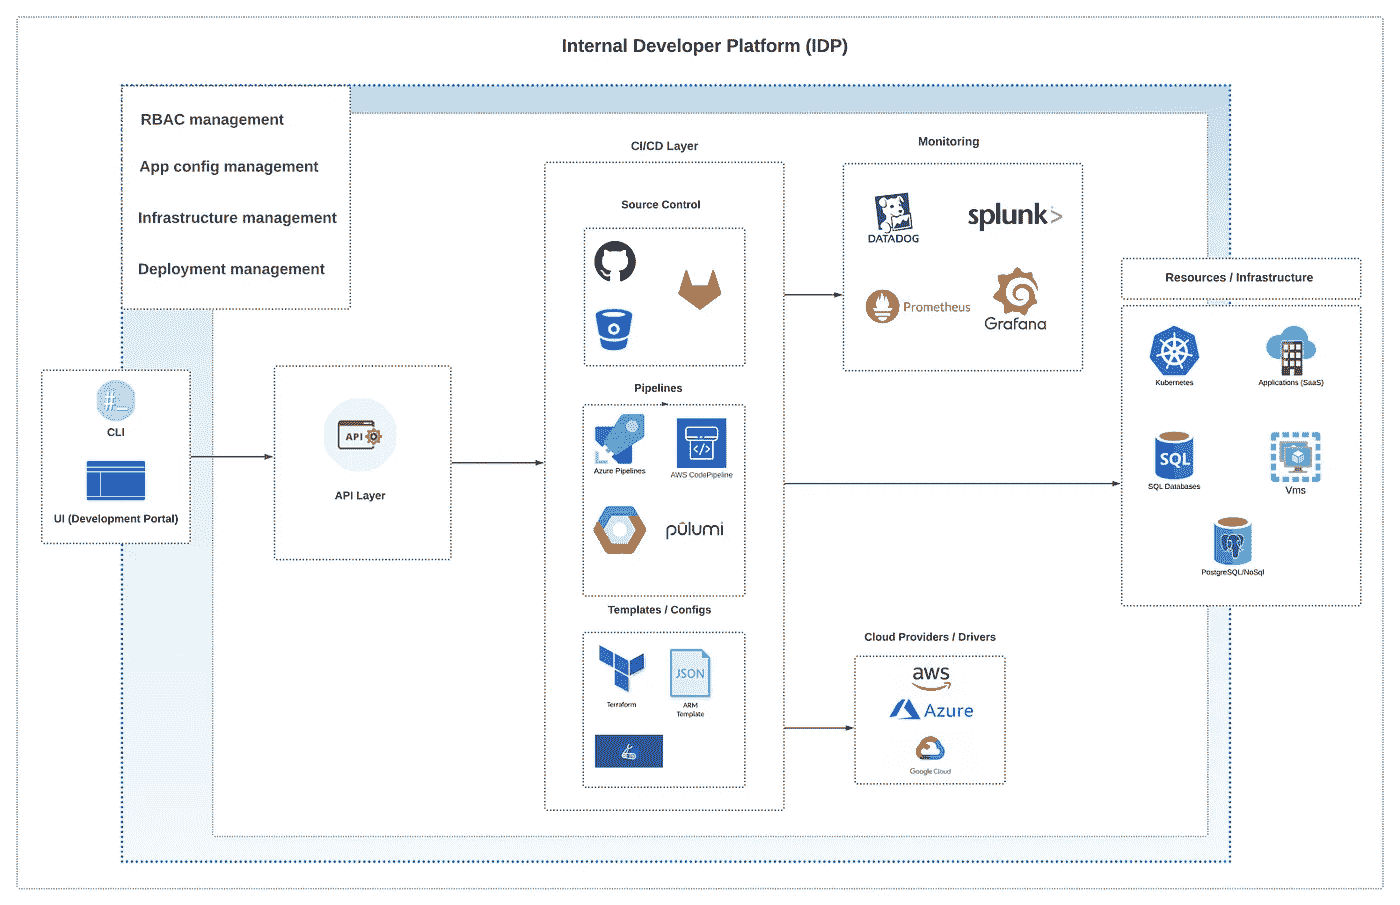 Internal Developer Platform (IDP)
RBAC management
App config management
Infrastructure management
Deployment management
CLI
UI (Development Portal)
API
API Layer
CI/CD Layer
Source Control
Pipelines
Azure Pipelines
AWS CodePipeline
pulumi
Templates / Configs
Terraform
JSON
ARM
Template
Monitoring
DATADOG
splunk>
Prometheus
Grafana
Cloud Providers / Drivers
aws
Azure
Google Cloud
Resources / Infrastructure
Kubernetes
Applications (SaaS)
SQL
SQL Databases
Vms
PostgreSQL/NoSql